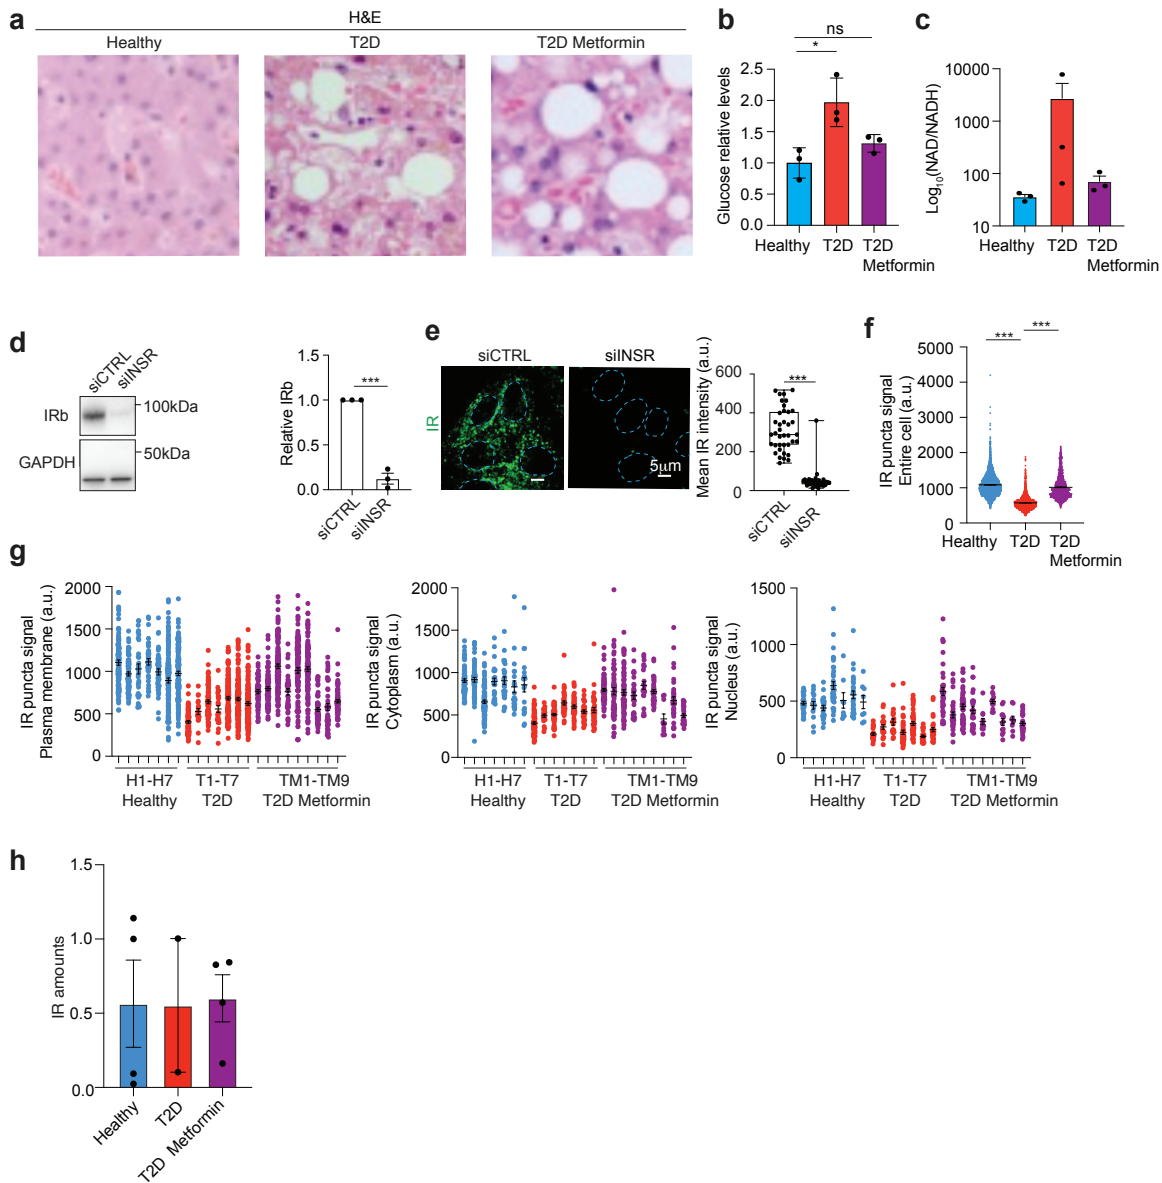 a
H&E
Healthy
T2D
T2D Metformin
b
ns
*
Glucose relative levels
2.5
2.0
1.5
1.0
0.5
0.0
Healthy
T2D
T2D
Metformin
c
Log10(NAD/NADH)
10000
1000
100
10
Healthy
T2D
T2D
Metformin
d
siCTRL
siINSR
IRb
100kDa
50kDa
GAPDH
Relative IRb
1.5
1.0
0.5
0.0
***
siCTRL
siINSR
e
siCTRL
siINSR
IR
5µm
Mean IR intensity (a.u.)
600
400
200
0
***
siCTRL
siINSR
f
IR puncta signal
Entire cell (a.u.)
5000
4000
3000
2000
1000
0
***
***
Healthy
T2D
T2D
Metformin
g
IR puncta signal
Plasma membrane (a.u.)
2000
1500
1000
500
0
H1-H7
T1-T7
TM1-TM9
Healthy
T2D
T2D Metformin
IR puncta signal
Cytoplasm (a.u.)
2000
1500
1000
500
0
H1-H7
T1-T7
TM1-TM9
Healthy
T2D
T2D Metformin
IR puncta signal
Nucleus (a.u.)
1500
1000
500
0
H1-H7
T1-T7
TM1-TM9
Healthy
T2D
T2D Metformin
h
IR amounts
1.5
1.0
0.5
0.0
Healthy
T2D
T2D Metformin